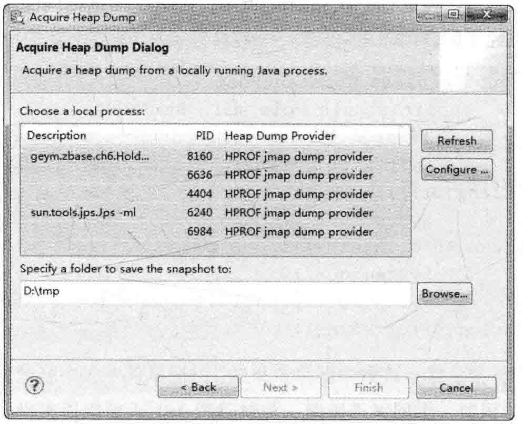 Acquire Heap Dump
Acquire Heap Dump Dialog
Acquire a heap dump from a locally running Java process.
Choose a local process:
Description PID Heap Dump Provider
geym.zbase.ch6.Hold... 8160 HPROF jmap dump provider
6636 HPROF jmap dump provider
4404 HPROF jmap dump provider
sun.tools.jps.Jps -ml 6240 HPROF jmap dump provider
6984 HPROF jmap dump provider
Refresh
Configure ...
Specify a folder to save the snapshot to:
D:\tmp
Browse...
?
< Back
Next >
Finish
Cancel